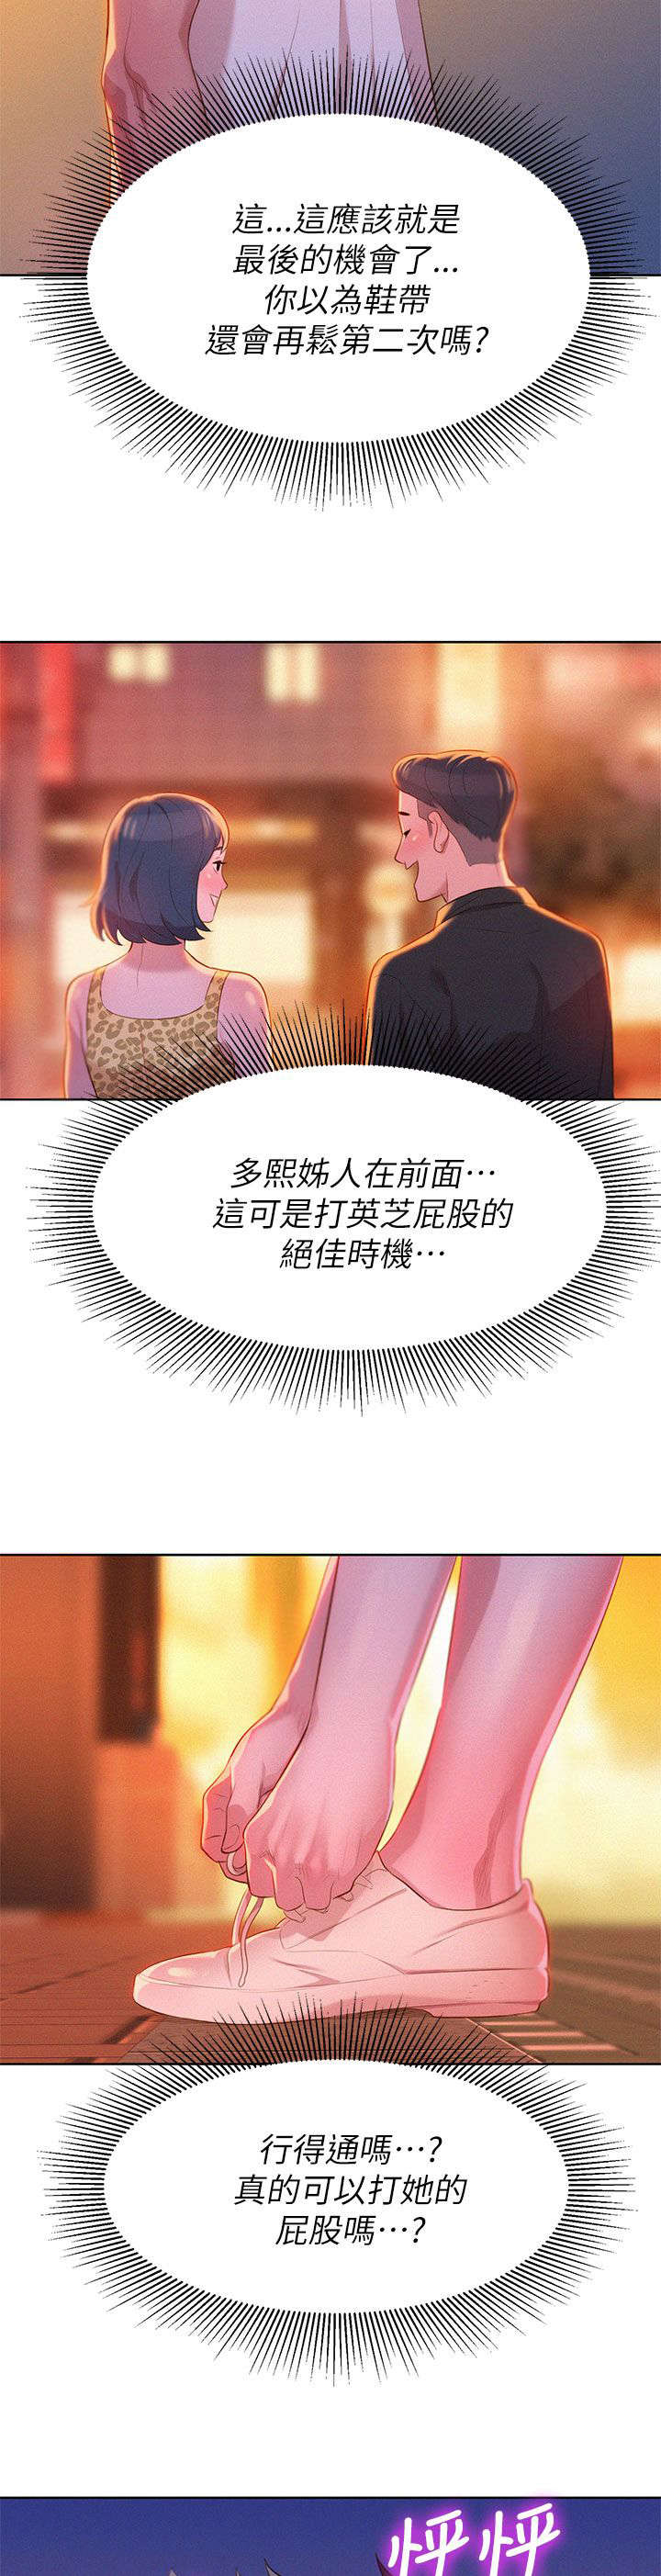 這...這應該就是
最後的機會了...
你以為鞋帶
還會再鬆第二次嗎?
多熙姊人在前面…
這可是打英芝屁股的
絕佳時機…
行得通嗎…?
真的可以打她的
屁股嗎…?
怦怦